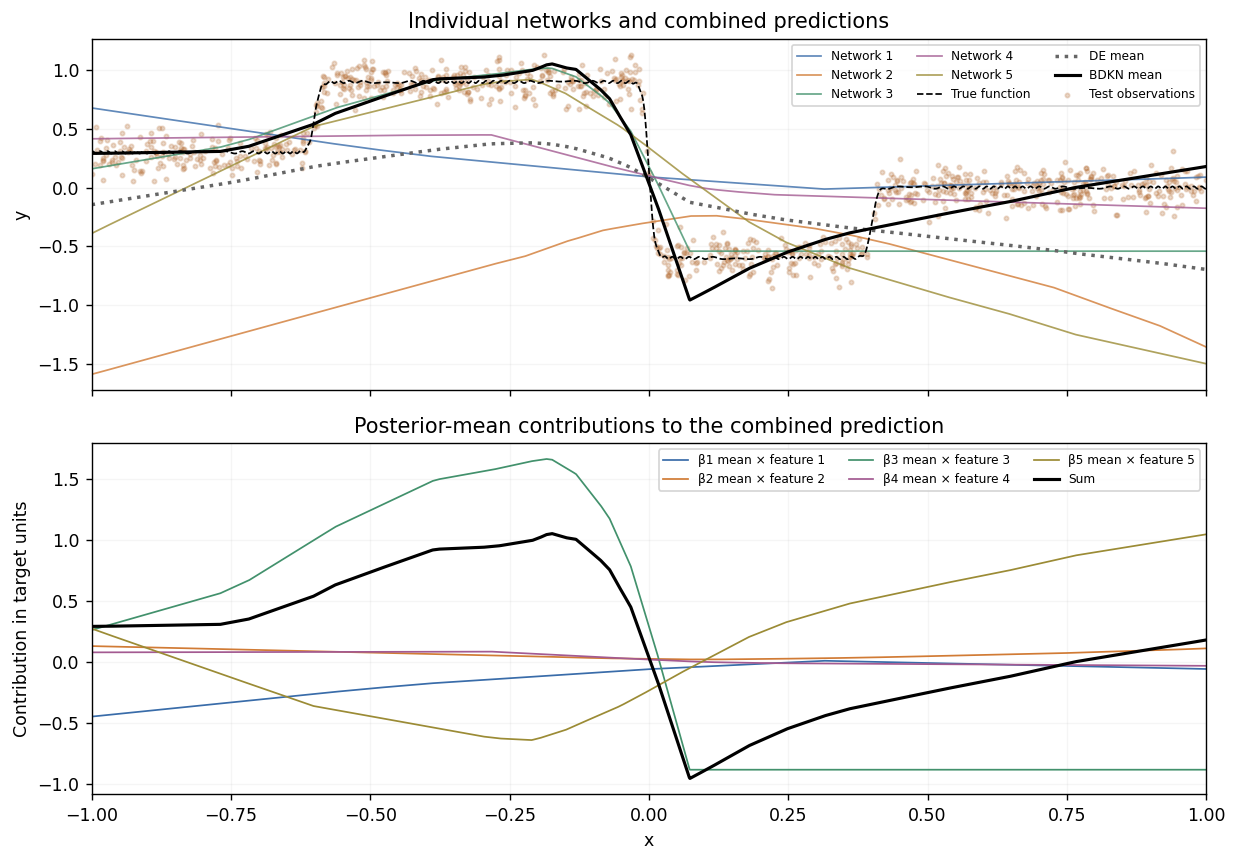 Individual networks and combined predictions
Network 1
Network 2
Network 3
Network 4
Network 5
True function
DE mean
BDKN mean
Test observations
1.0
0.5
0.0
−0.5
−1.0
−1.5
y
Posterior-mean contributions to the combined prediction
β1 mean × feature 1
β2 mean × feature 2
β3 mean × feature 3
β4 mean × feature 4
β5 mean × feature 5
Sum
1.5
1.0
0.5
0.0
−0.5
−1.0
Contribution in target units
−1.00 −0.75 −0.50 −0.25 0.00 0.25 0.50 0.75 1.00
x